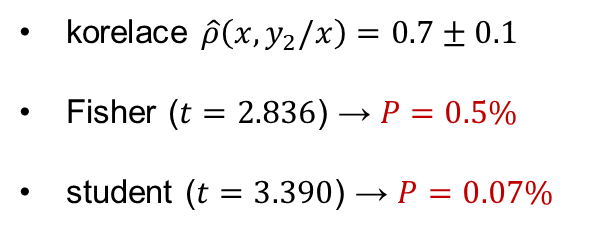 • korelace ρ̂(x, y₂/x) = 0.7 ± 0.1
• Fisher (t = 2.836) → P = 0.5%
• student (t = 3.390) → P = 0.07%